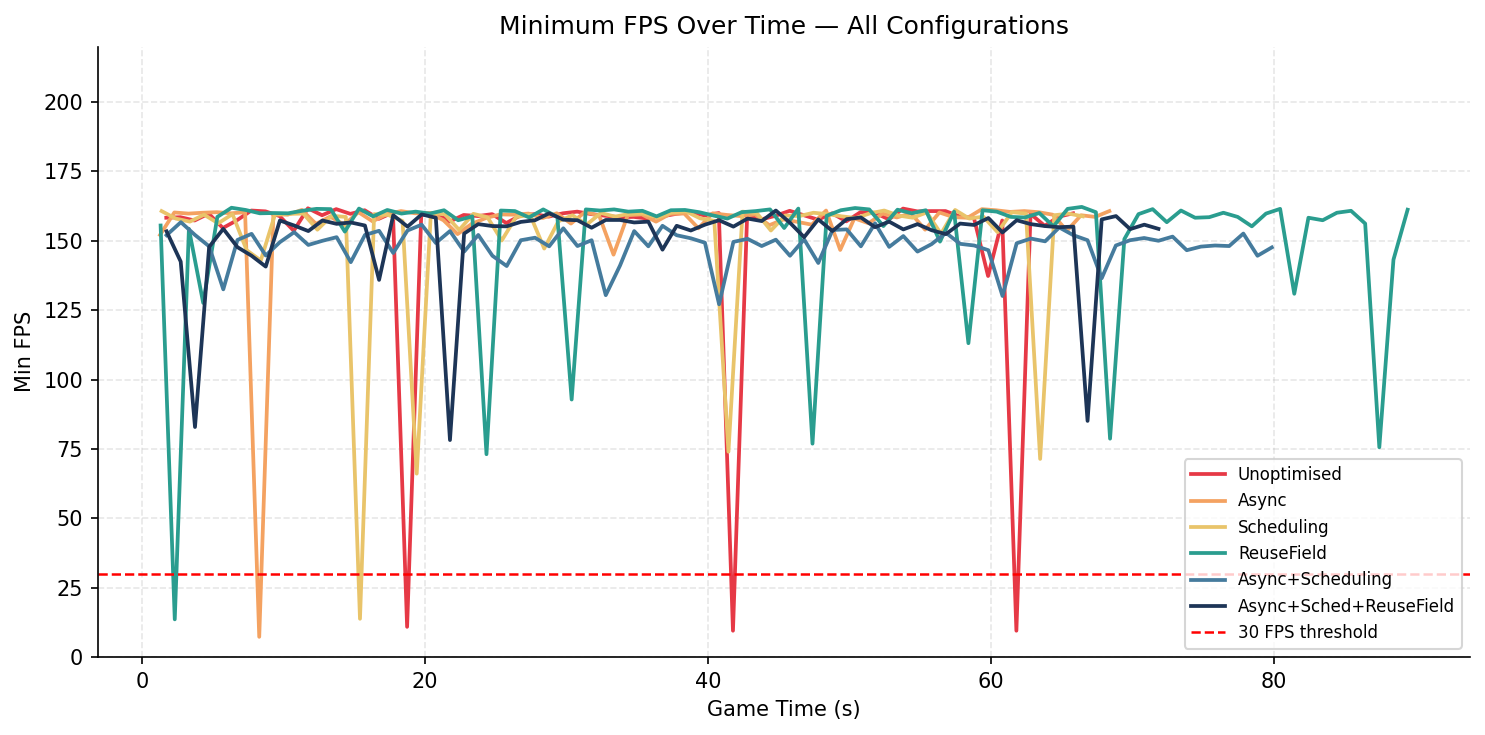 Minimum FPS Over Time — All Configurations
200
175
150
125
100
75
50
25
0
Min FPS
0
20
40
60
80
Game Time (s)
Unoptimised
Async
Scheduling
ReuseField
Async+Scheduling
Async+Sched+ReuseField
30 FPS threshold